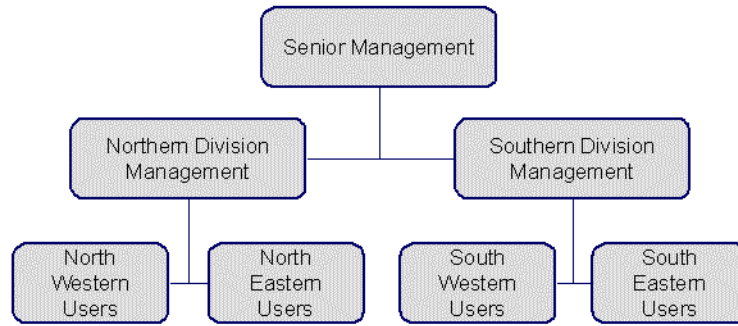 Senior Management
Northern Division
Management
Southern Division
Management
North
Western
Users
North
Eastern
Users
South
Western
Users
South
Eastern
Users